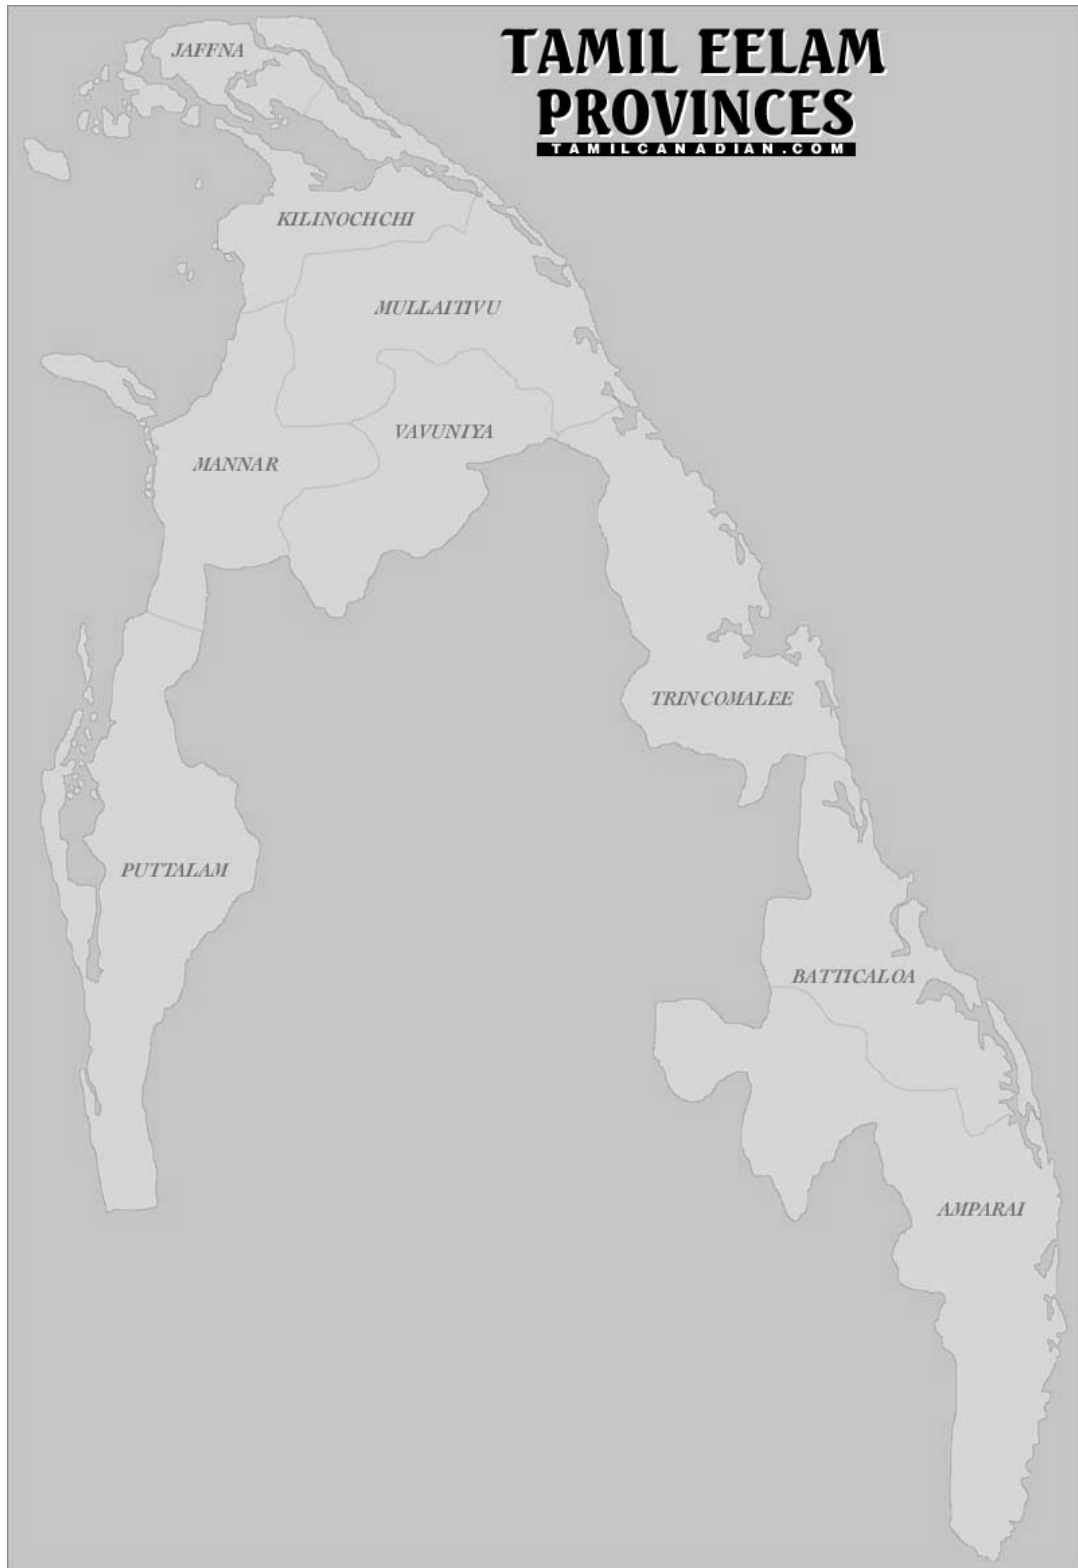 TAMIL EELAM
PROVINCES
TAMILCANADIAN.COM
JAFFNA
KILINOCHCHI
MULLAITIVU
VAVUNIYA
MANNAR
TRINCOMALEE
PUTTALAM
BATTICALOA
AMPARAI